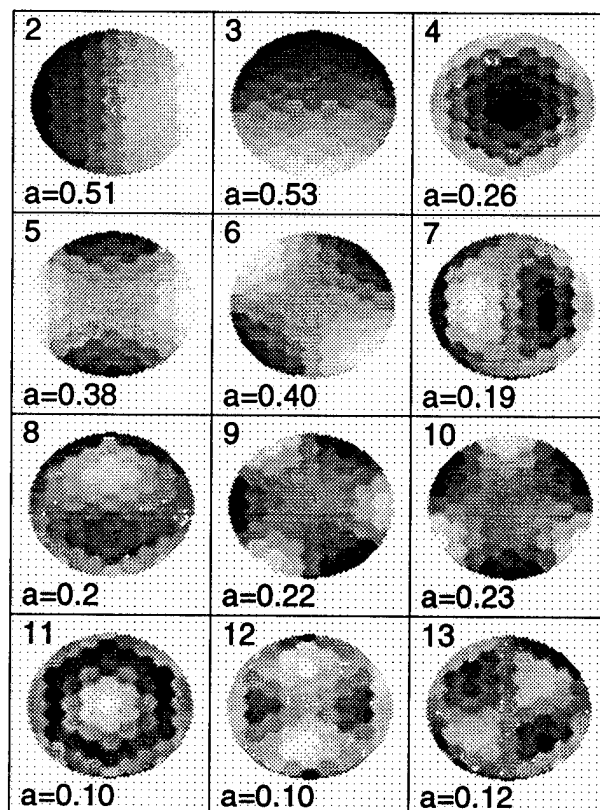 2 3 4
a=0.51 a=0.53 a=0.26
5 6 7
a=0.38 a=0.40 a=0.19
8 9 10
a=0.2 a=0.22 a=0.23
11 12 13
a=0.10 a=0.10 a=0.12